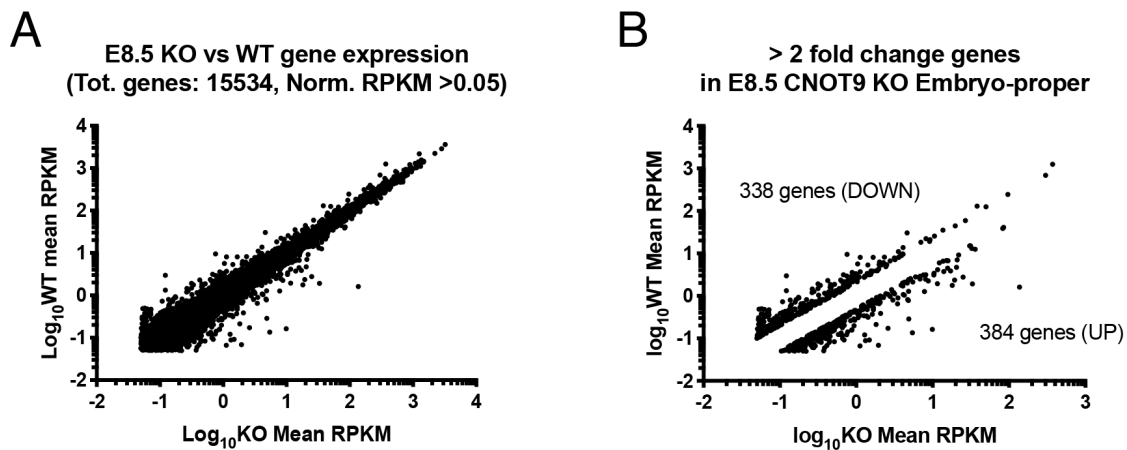 A
E8.5 KO vs WT gene expression
(Tot. genes: 15534, Norm. RPKM >0.05)
Log10WT mean RPKM
4
3
2
1
0
-1
-2
-2 -1 0 1 2 3 4
Log10KO Mean RPKM
B
> 2 fold change genes
in E8.5 CNOT9 KO Embryo-proper
log10WT Mean RPKM
4
3
2
1
0
-1
-2
338 genes (DOWN)
384 genes (UP)
-2 -1 0 1 2 3
log10KO Mean RPKM